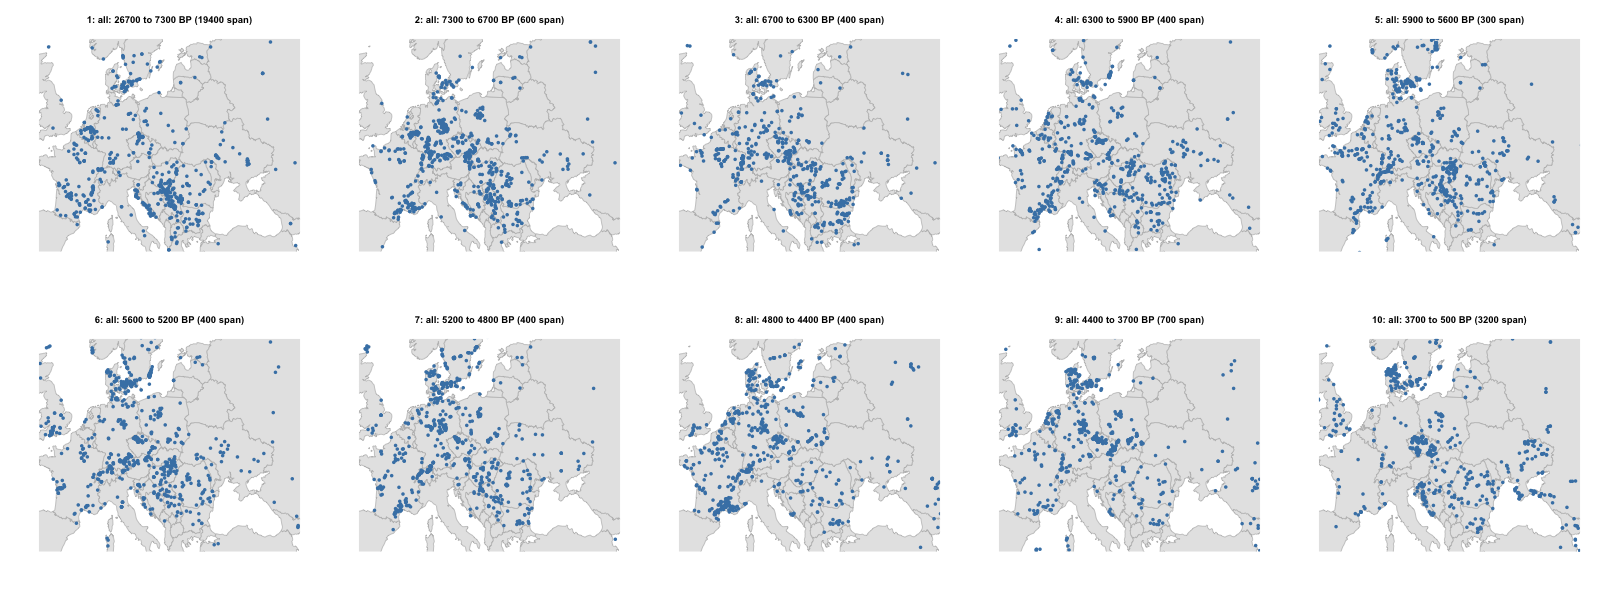 1: all: 26700 to 7300 BP (19400 span)
2: all: 7300 to 6700 BP (600 span)
3: all: 6700 to 6300 BP (400 span)
4: all: 6300 to 5900 BP (400 span)
5: all: 5900 to 5600 BP (300 span)
6: all: 5600 to 5200 BP (400 span)
7: all: 5200 to 4800 BP (400 span)
8: all: 4800 to 4400 BP (400 span)
9: all: 4400 to 3700 BP (700 span)
10: all: 3700 to 500 BP (3200 span)